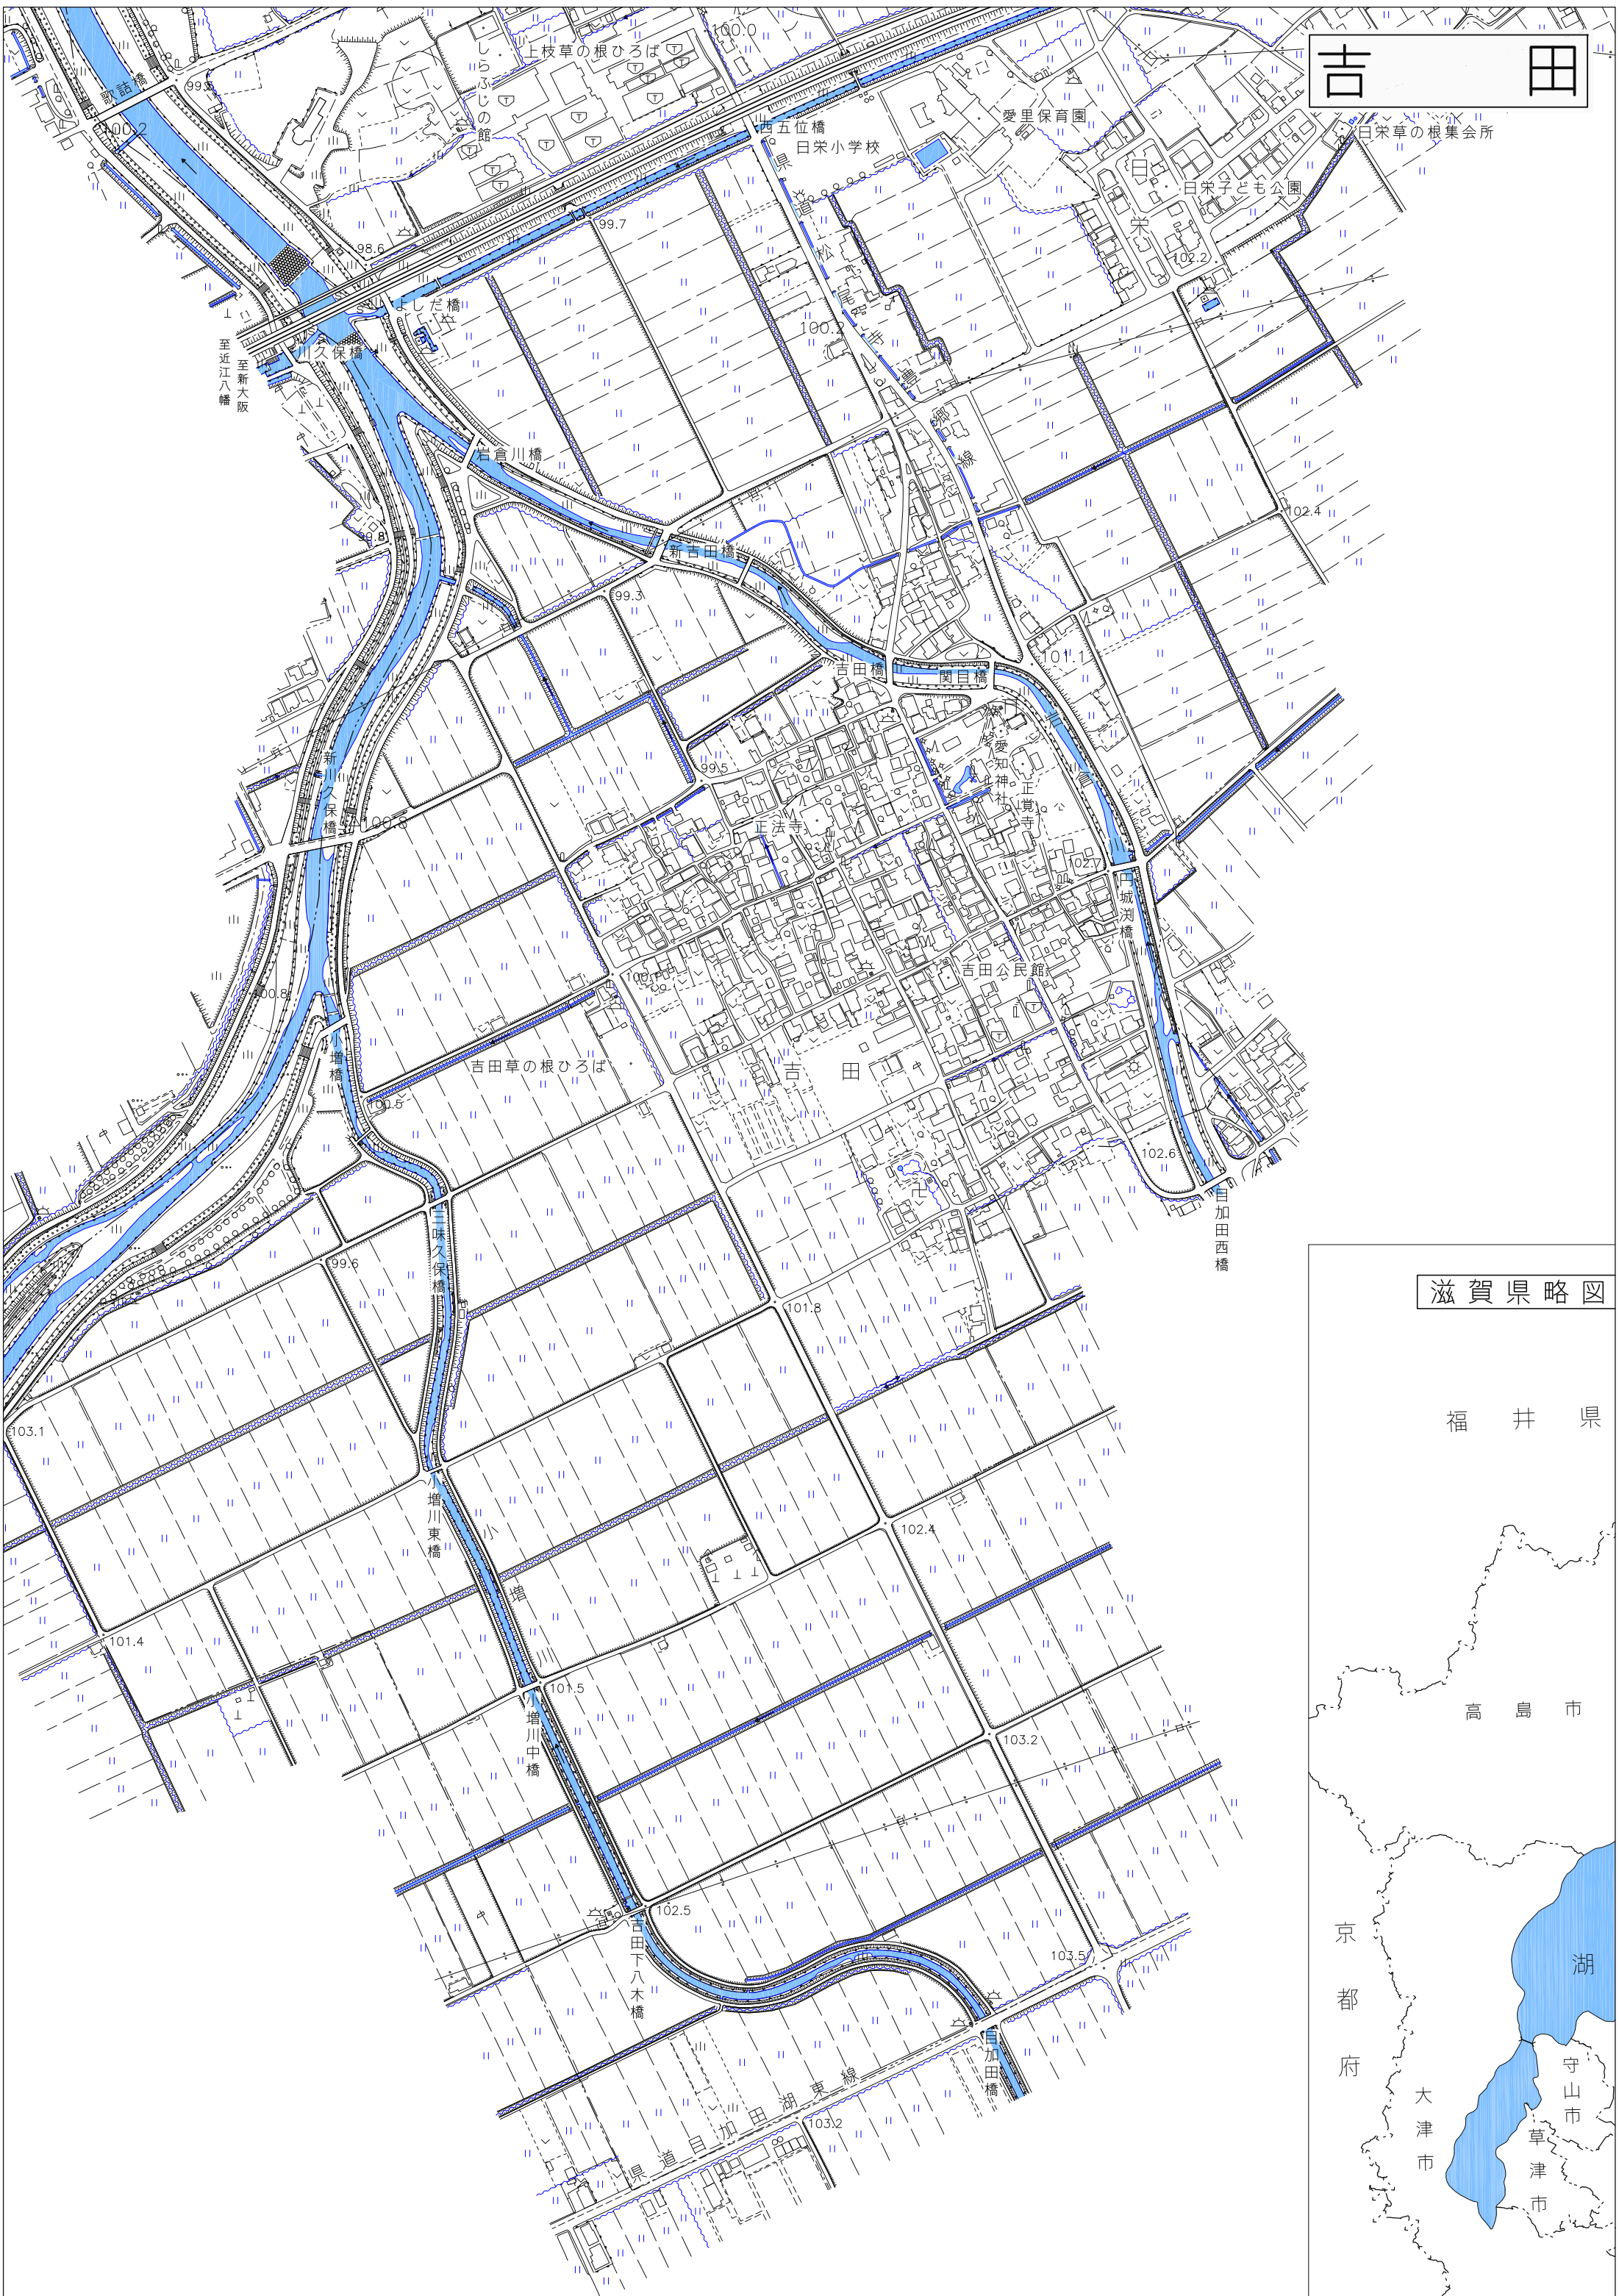 吉田
100.0
上枝草の根ひろば
しらふじの館
歌詰橋
100.2
西五位橋
日栄小学校
愛里保育園
日栄草の根集会所
日栄子ども公園
日栄
県道松尾寺豊郷線
99.7
98.6
102.2
よしだ橋
川久保橋
至近江八幡
至新大阪
100.2
岩倉川橋
99.8
新吉田橋
102.4
99.3
吉田橋
関目橋
101.1
愛知神社
正覚寺
99.5
新川久保橋
100.8
正法寺
102.7
円城渕橋
吉田公民館
100.1
100.8
小増橋
吉田草の根ひろば
吉田
100.5
102.6
目加田西橋
三味久保橋
99.6
101.8
滋賀県略図
103.1
福井県
小増川東橋
小増川
102.4
101.4
101.5
小増川中橋
高島市
103.2
102.5
吉田下八木橋
103.5
京都府
湖
目加田橋
県道目加田湖東線
103.2
守山市
大津市
草津市